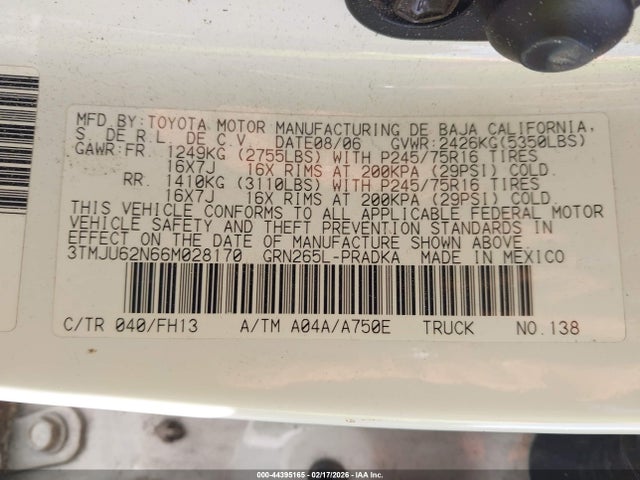 MFD.BY:TOYOTA MOTOR MANUFACTURING DE BAJA CALIFORNIA,
S. DE R.L. DE C.V. DATE08/06 GVWR:2426KG(5350LBS)
GAWR:FR. 1249KG (2755LBS) WITH P245/75R16 TIRES
16X7J 16X RIMS AT 200KPA (29PSI) COLD.
RR. 1410KG (3110LBS) WITH P245/75R16 TIRES
16X7J 16X RIMS AT 200KPA (29PSI) COLD.
THIS VEHICLE CONFORMS TO ALL APPLICABLE FEDERAL MOTOR
VEHICLE SAFETY AND THEFT PREVENTION STANDARDS IN
EFFECT ON THE DATE OF MANUFACTURE SHOWN ABOVE.
3TMJU62N66M028170 GRN265L-PRADKA MADE IN MEXICO
C/TR 040/FH13 A/TM A04A/A750E TRUCK NO.138
000-44395165 - 02/17/2026 - IAA Inc.